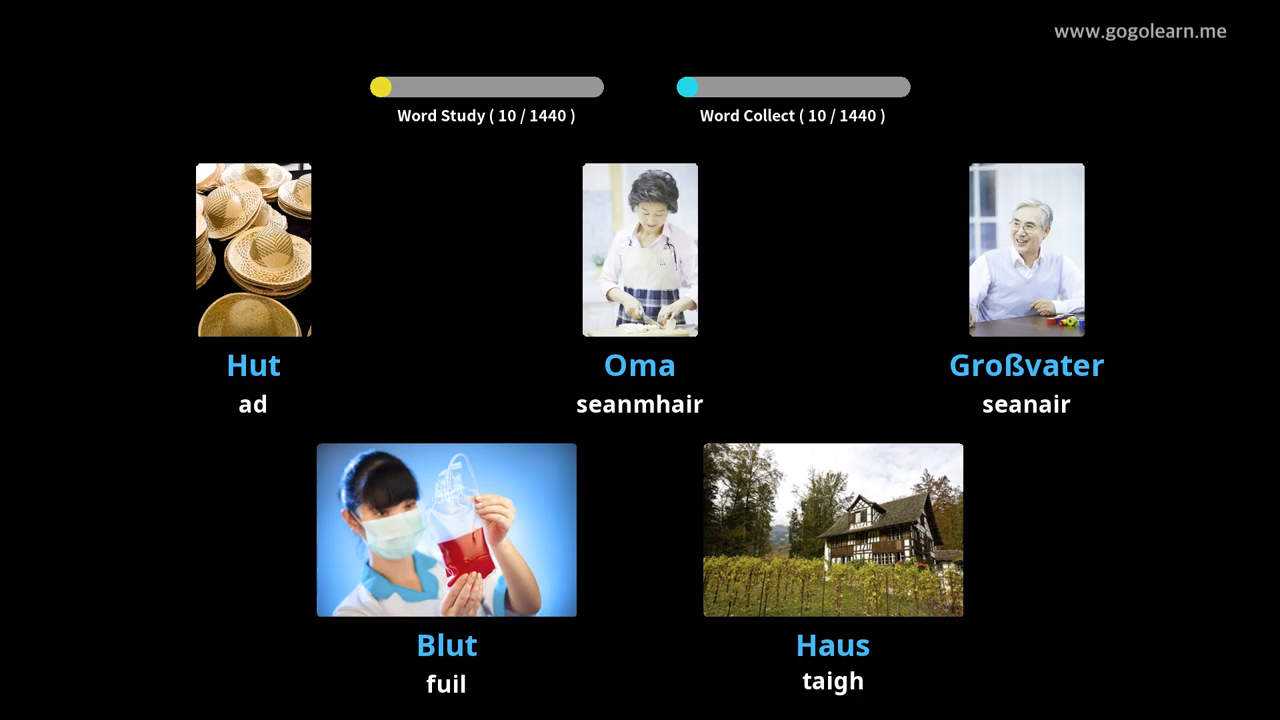 www.gogolearn.me
Word Study ( 10 / 1440 )
Word Collect ( 10 / 1440 )
Hut
ad
Oma
seanmhair
Großvater
seanair
Blut
fuil
Haus
taigh